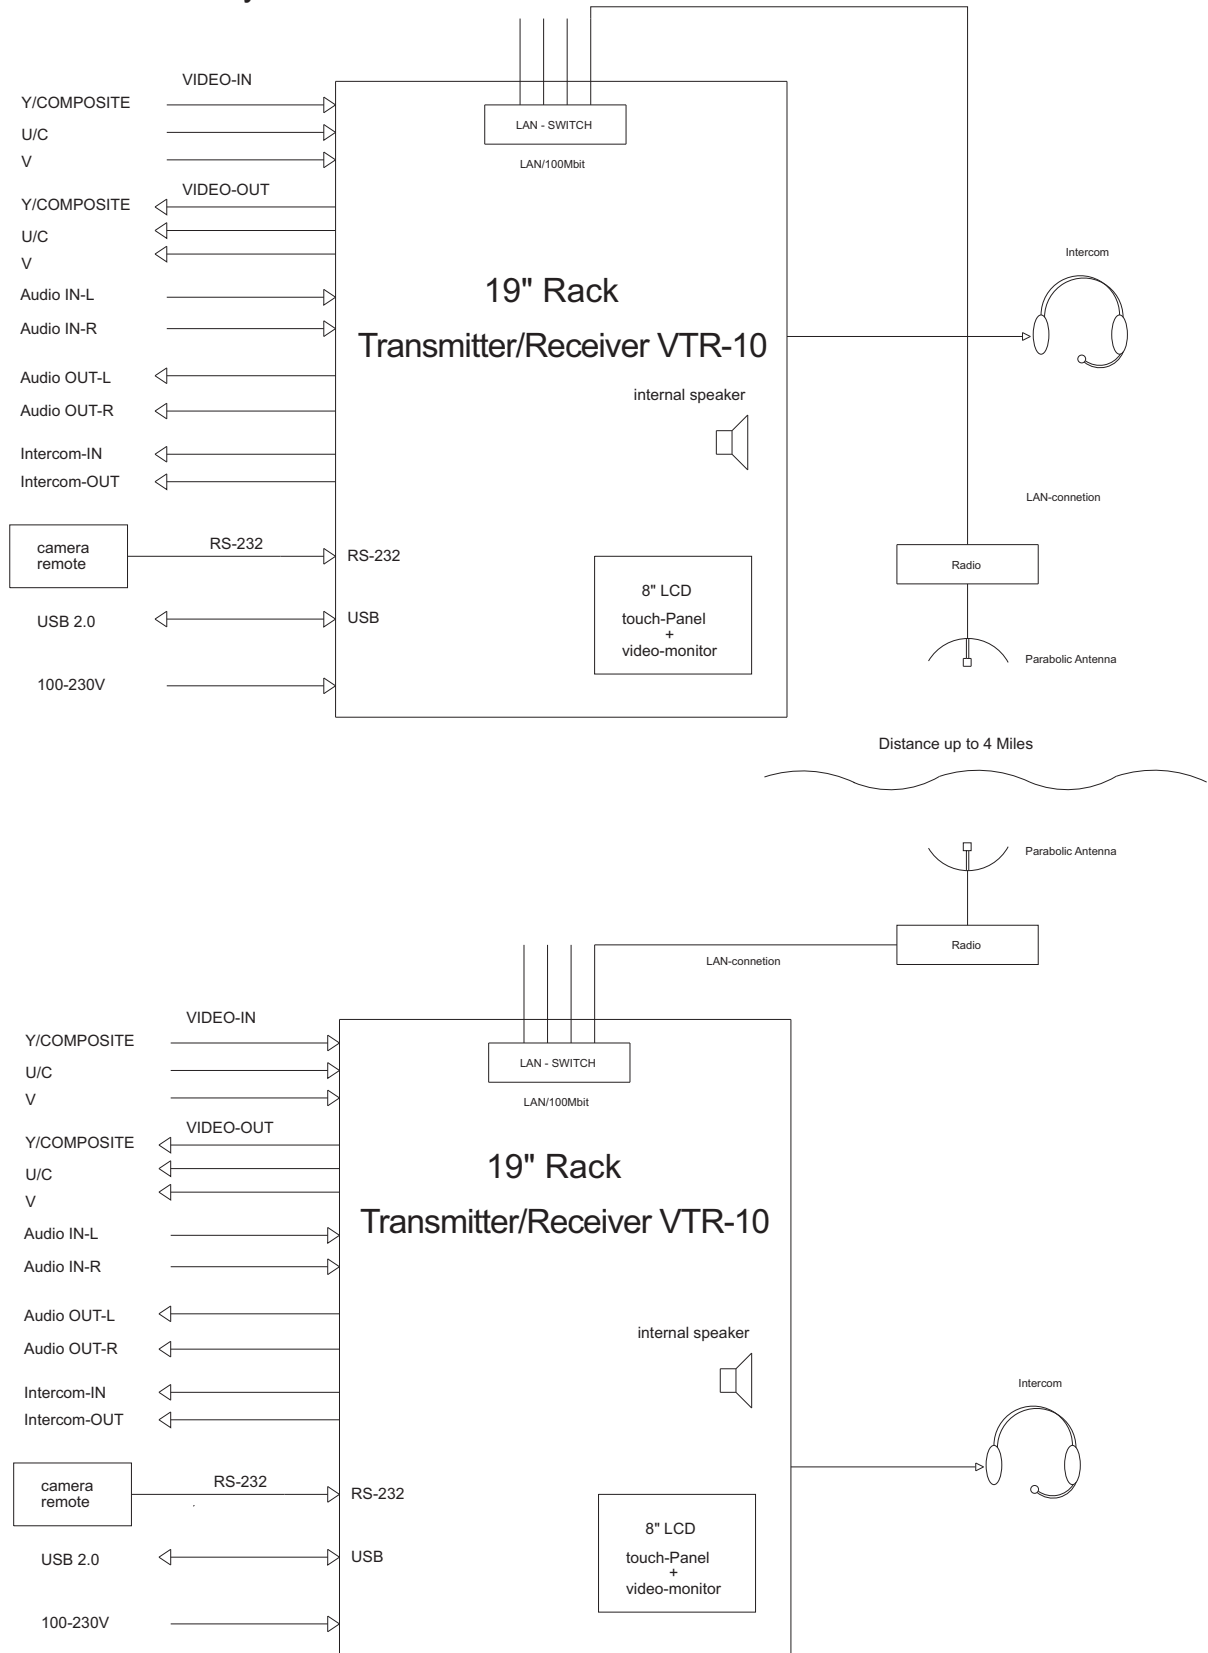 VIDEO-IN
Y/COMPOSITE
U/C
V
LAN - SWITCH
LAN/100Mbit
VIDEO-OUT
Y/COMPOSITE
U/C
V
Intercom
19" Rack
Transmitter/Receiver VTR-10
Audio IN-L
Audio IN-R
Audio OUT-L
Audio OUT-R
internal speaker
Intercom-IN
Intercom-OUT
LAN-connetion
camera
remote
RS-232
RS-232
Radio
8" LCD
touch-Panel
+
video-monitor
USB 2.0
USB
Parabolic Antenna
100-230V
Distance up to 4 Miles
Parabolic Antenna
Radio
LAN-connetion
VIDEO-IN
Y/COMPOSITE
U/C
V
LAN - SWITCH
LAN/100Mbit
VIDEO-OUT
Y/COMPOSITE
U/C
V
19" Rack
Transmitter/Receiver VTR-10
Audio IN-L
Audio IN-R
Audio OUT-L
Audio OUT-R
internal speaker
Intercom
Intercom-IN
Intercom-OUT
camera
remote
RS-232
RS-232
8" LCD
touch-Panel
+
video-monitor
USB 2.0
USB
100-230V